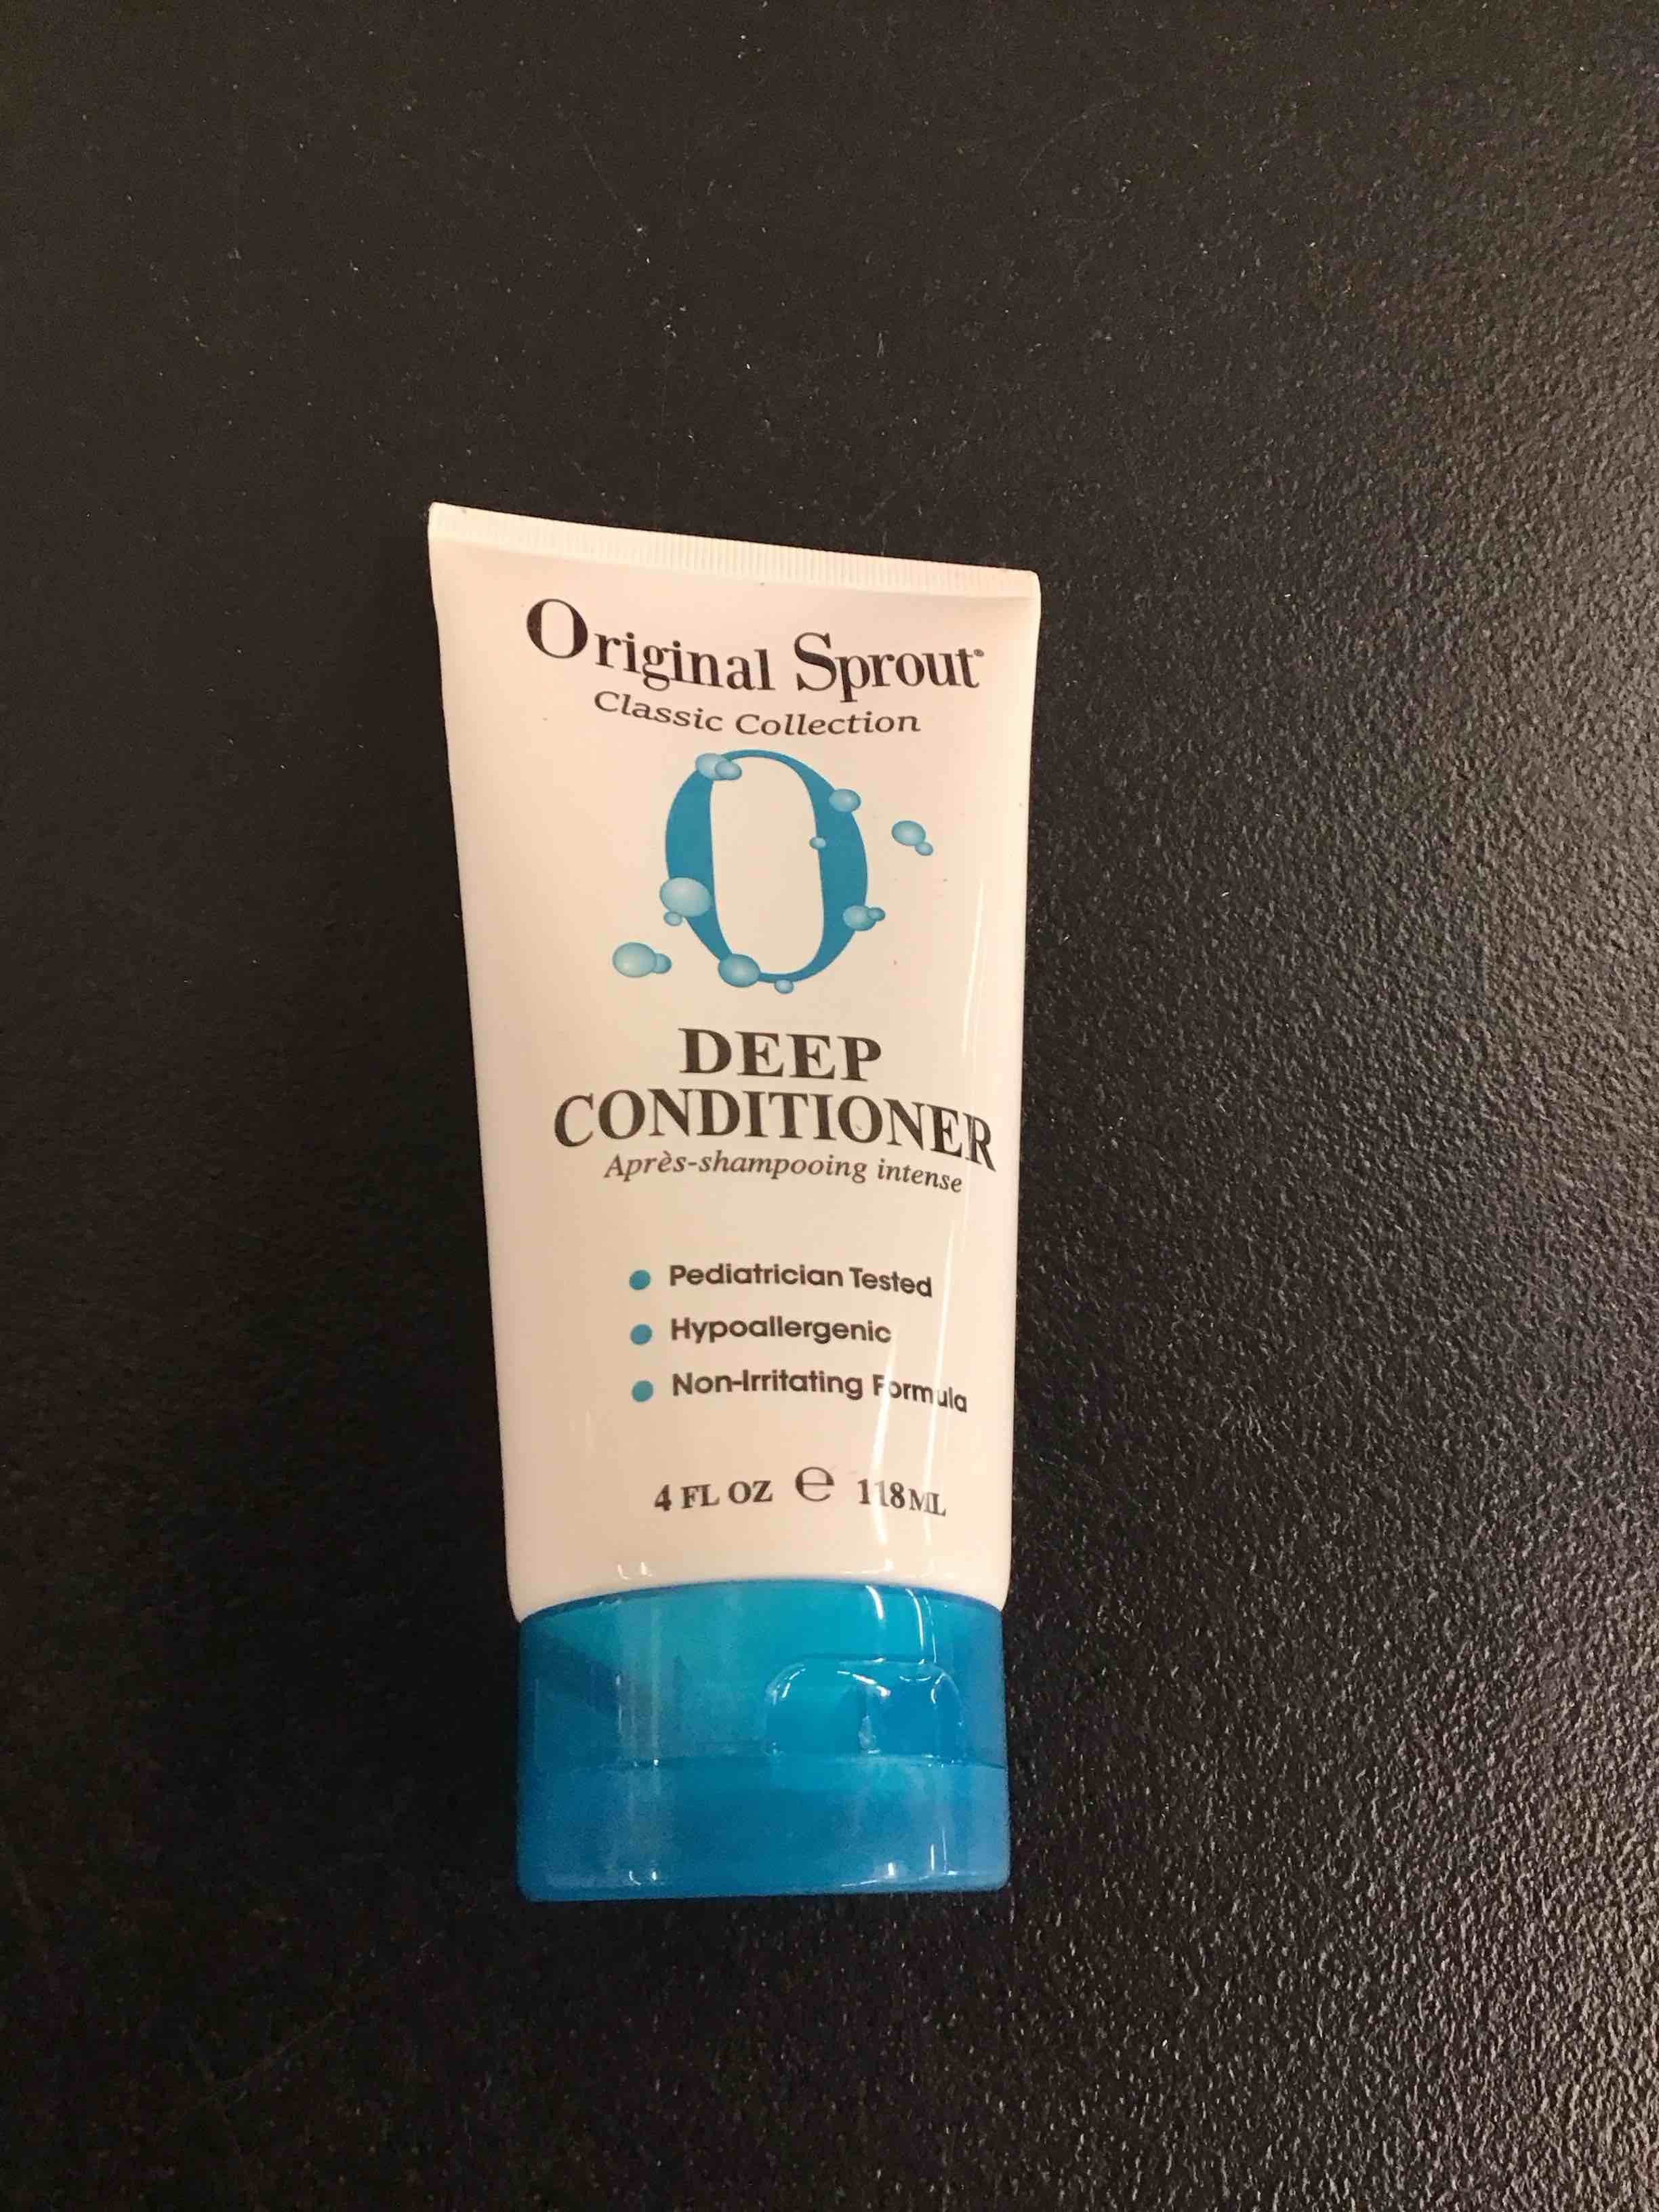 Original Sprout®
Classic Collection
O
DEEP
CONDITIONER
Après-shampooing intense
• Pediatrician Tested
• Hypoallergenic
• Non-Irritating Formula
4 FL OZ ℮ 118ML